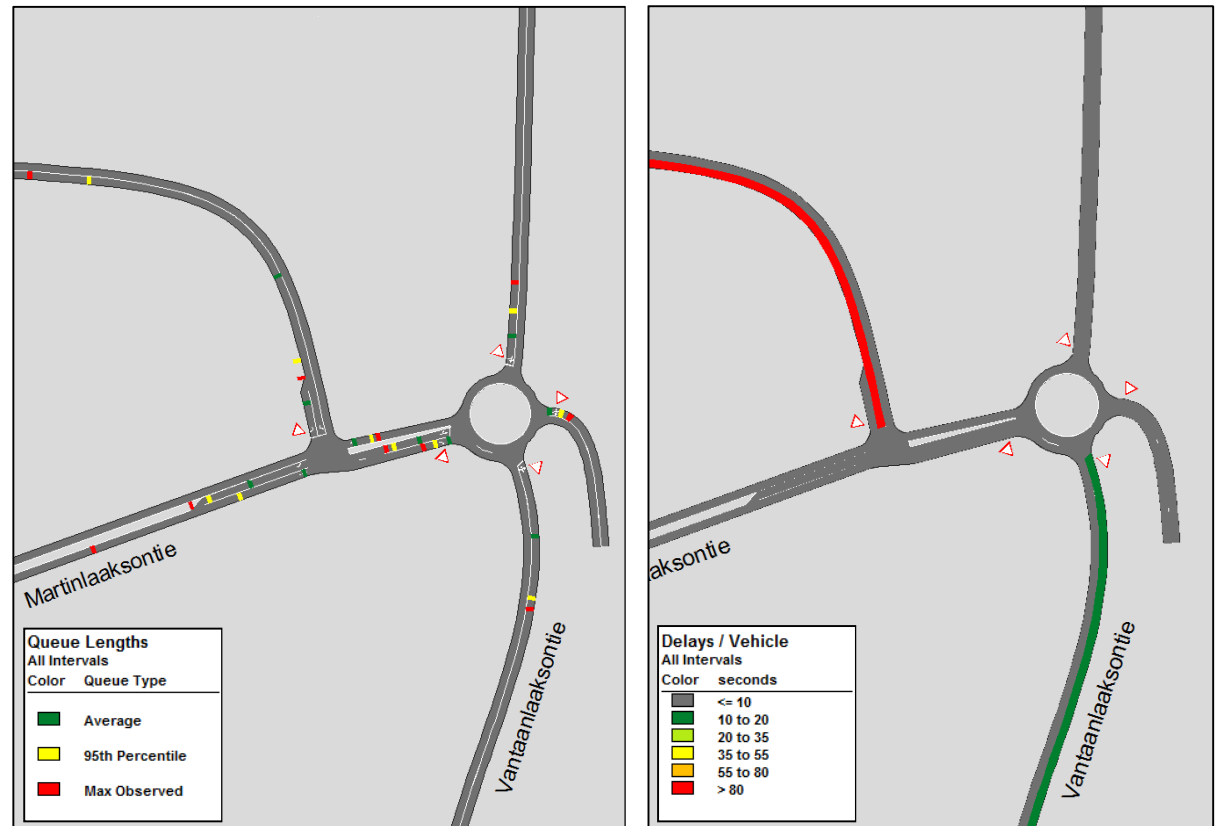 Martinlaaksontie
Vantaanlaaksontie
Queue Lengths
All Intervals
Color Queue Type
Average
95th Percentile
Max Observed
aaksontie
Vantaanlaaksontie
Delays / Vehicle
All Intervals
Color seconds
<= 10
10 to 20
20 to 35
35 to 55
55 to 80
> 80